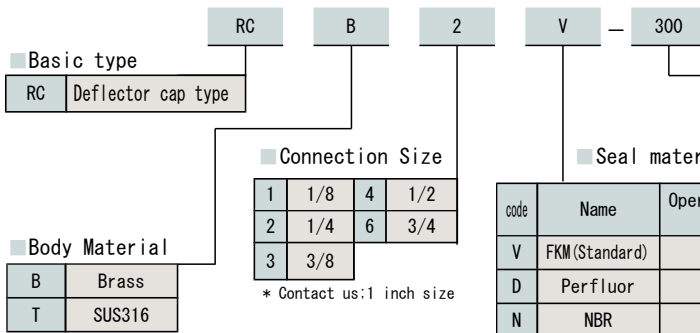 RC B 2 V – 300
■Basic type
RC Deflector cap type
■Connection Size
1 1/8 4 1/2
2 1/4 6 3/4
3 3/8
* Contact us;1 inch size
■Body Material
B Brass
T SUS316
■Seal mater
code Name Oper
V FKM(Standard)
D Perfluor
N NBR